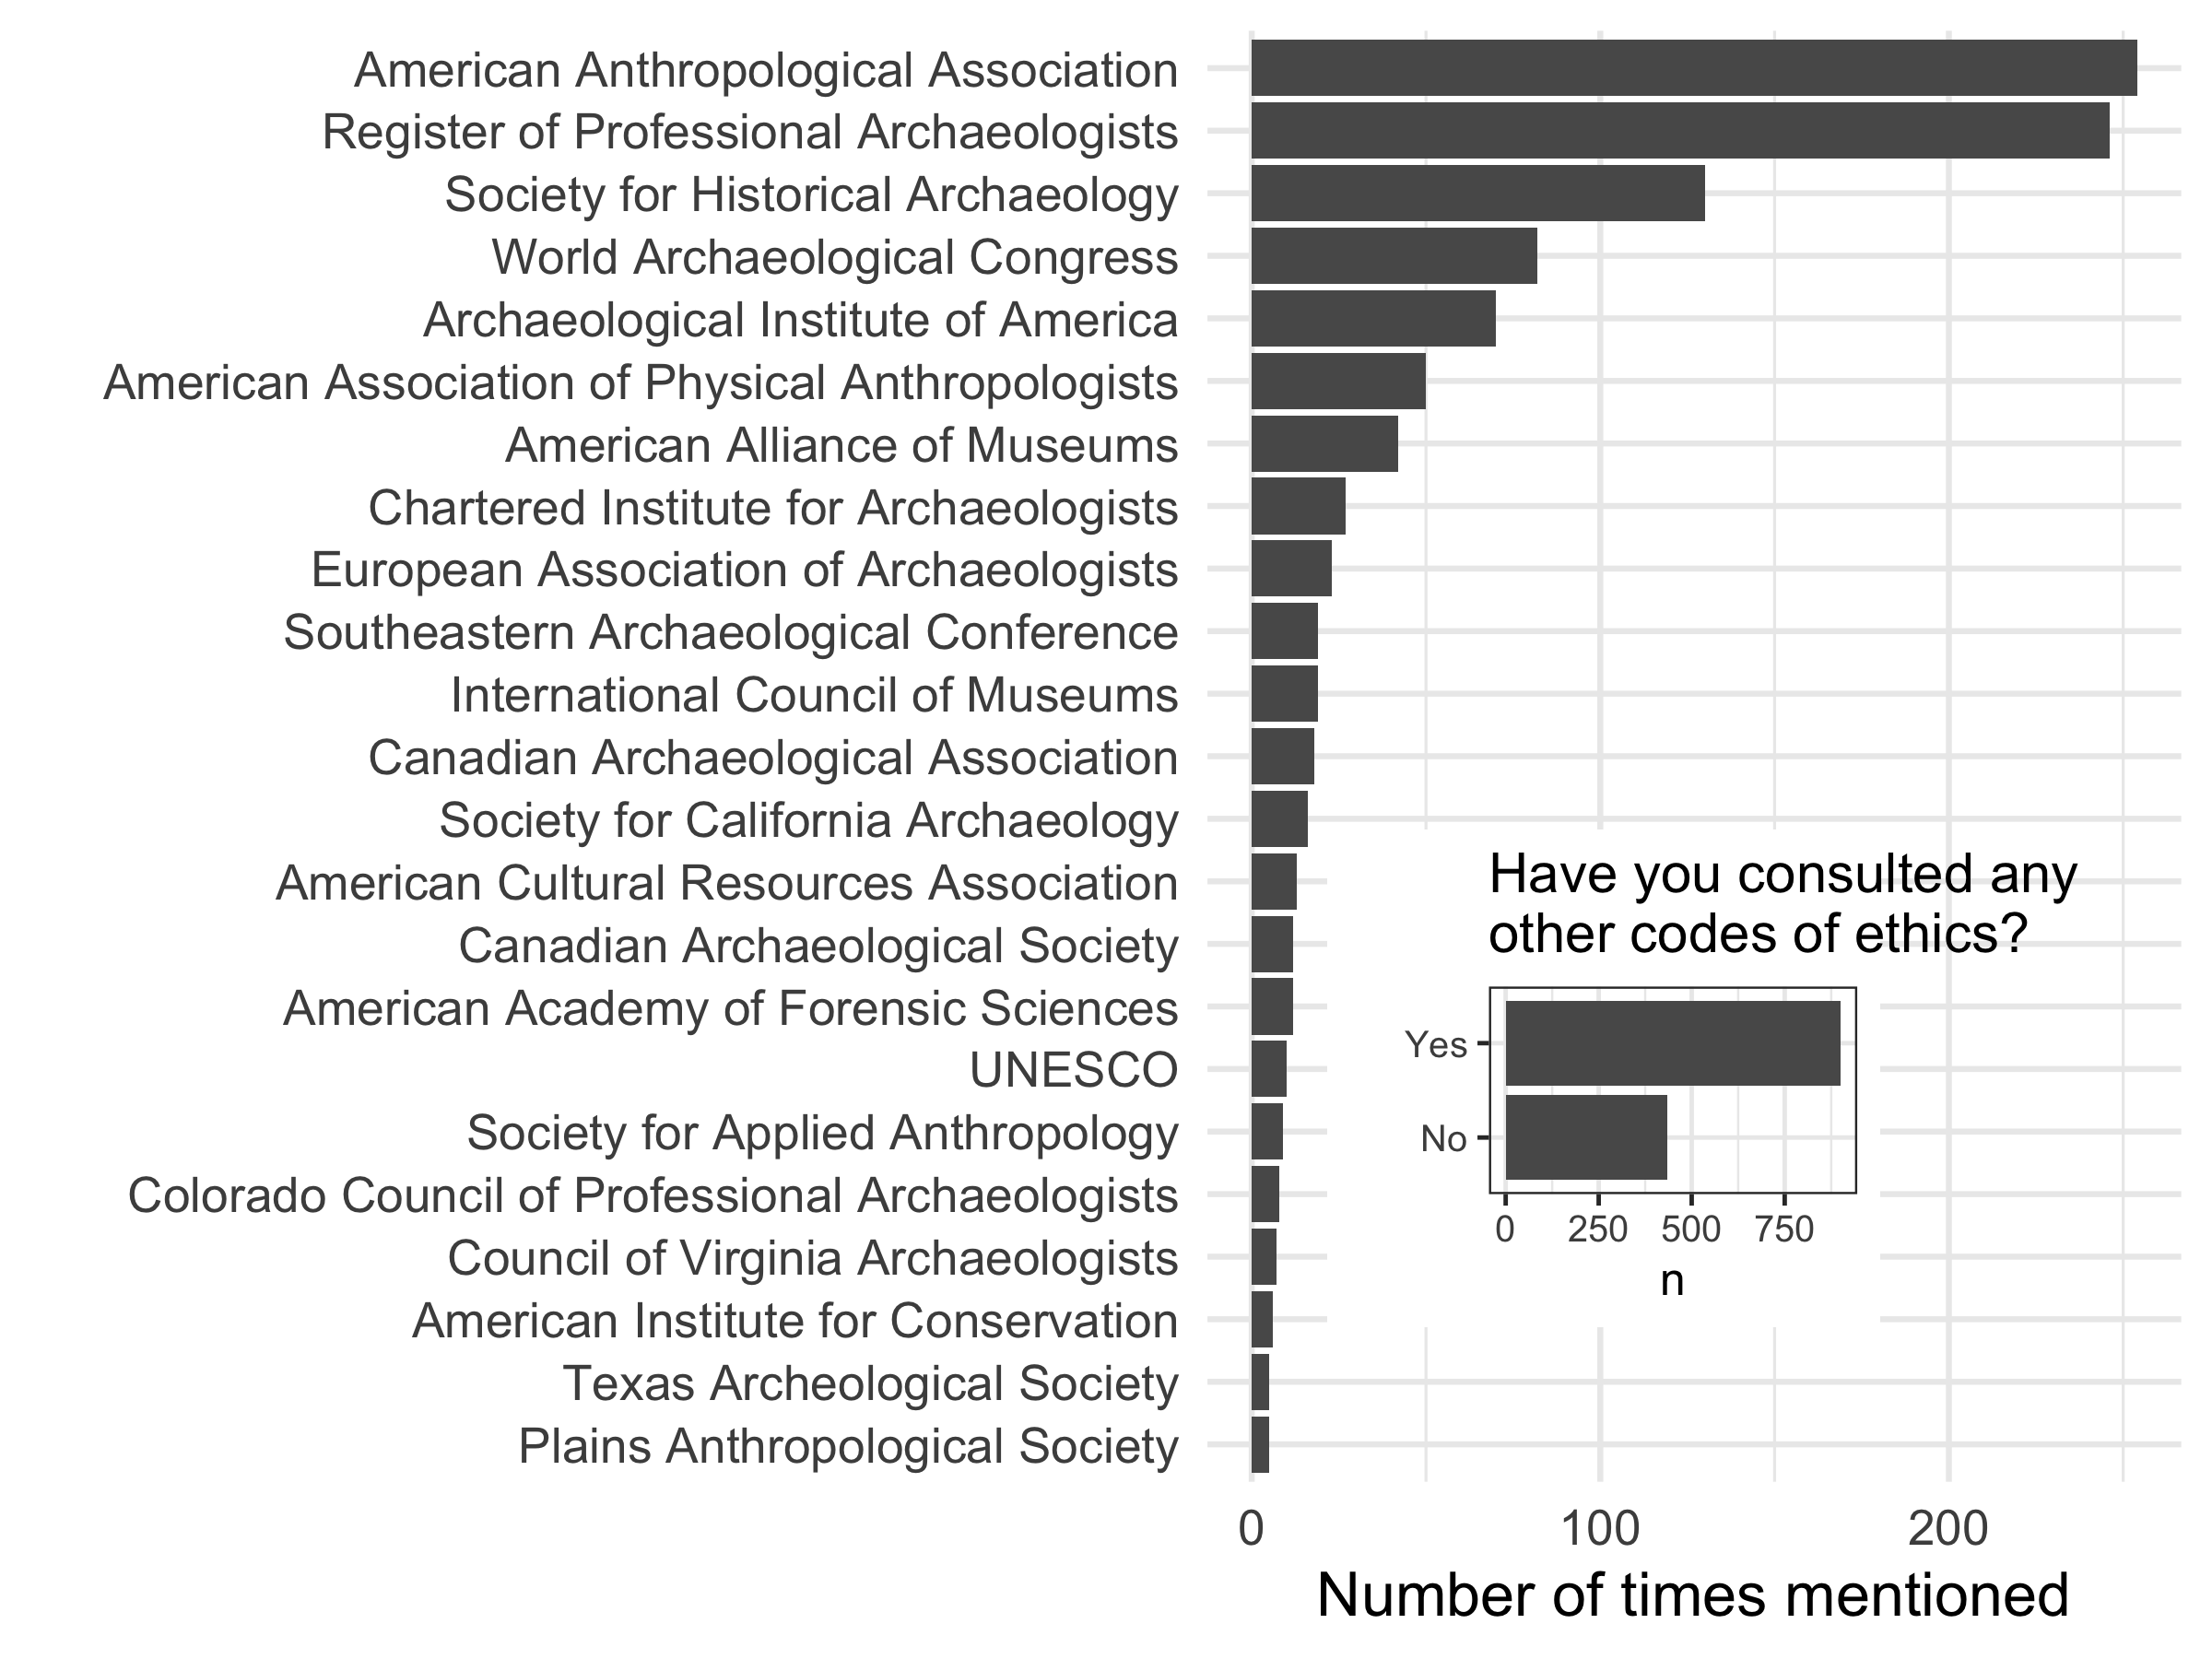 American Anthropological Association
Register of Professional Archaeologists
Society for Historical Archaeology
World Archaeological Congress
Archaeological Institute of America
American Association of Physical Anthropologists
American Alliance of Museums
Chartered Institute for Archaeologists
European Association of Archaeologists
Southeastern Archaeological Conference
International Council of Museums
Canadian Archaeological Association
Society for California Archaeology
American Cultural Resources Association
Canadian Archaeological Society
American Academy of Forensic Sciences
UNESCO
Society for Applied Anthropology
Colorado Council of Professional Archaeologists
Council of Virginia Archaeologists
American Institute for Conservation
Texas Archeological Society
Plains Anthropological Society
Have you consulted any
other codes of ethics?
Yes
No
0 250 500 750
n
0 100 200
Number of times mentioned